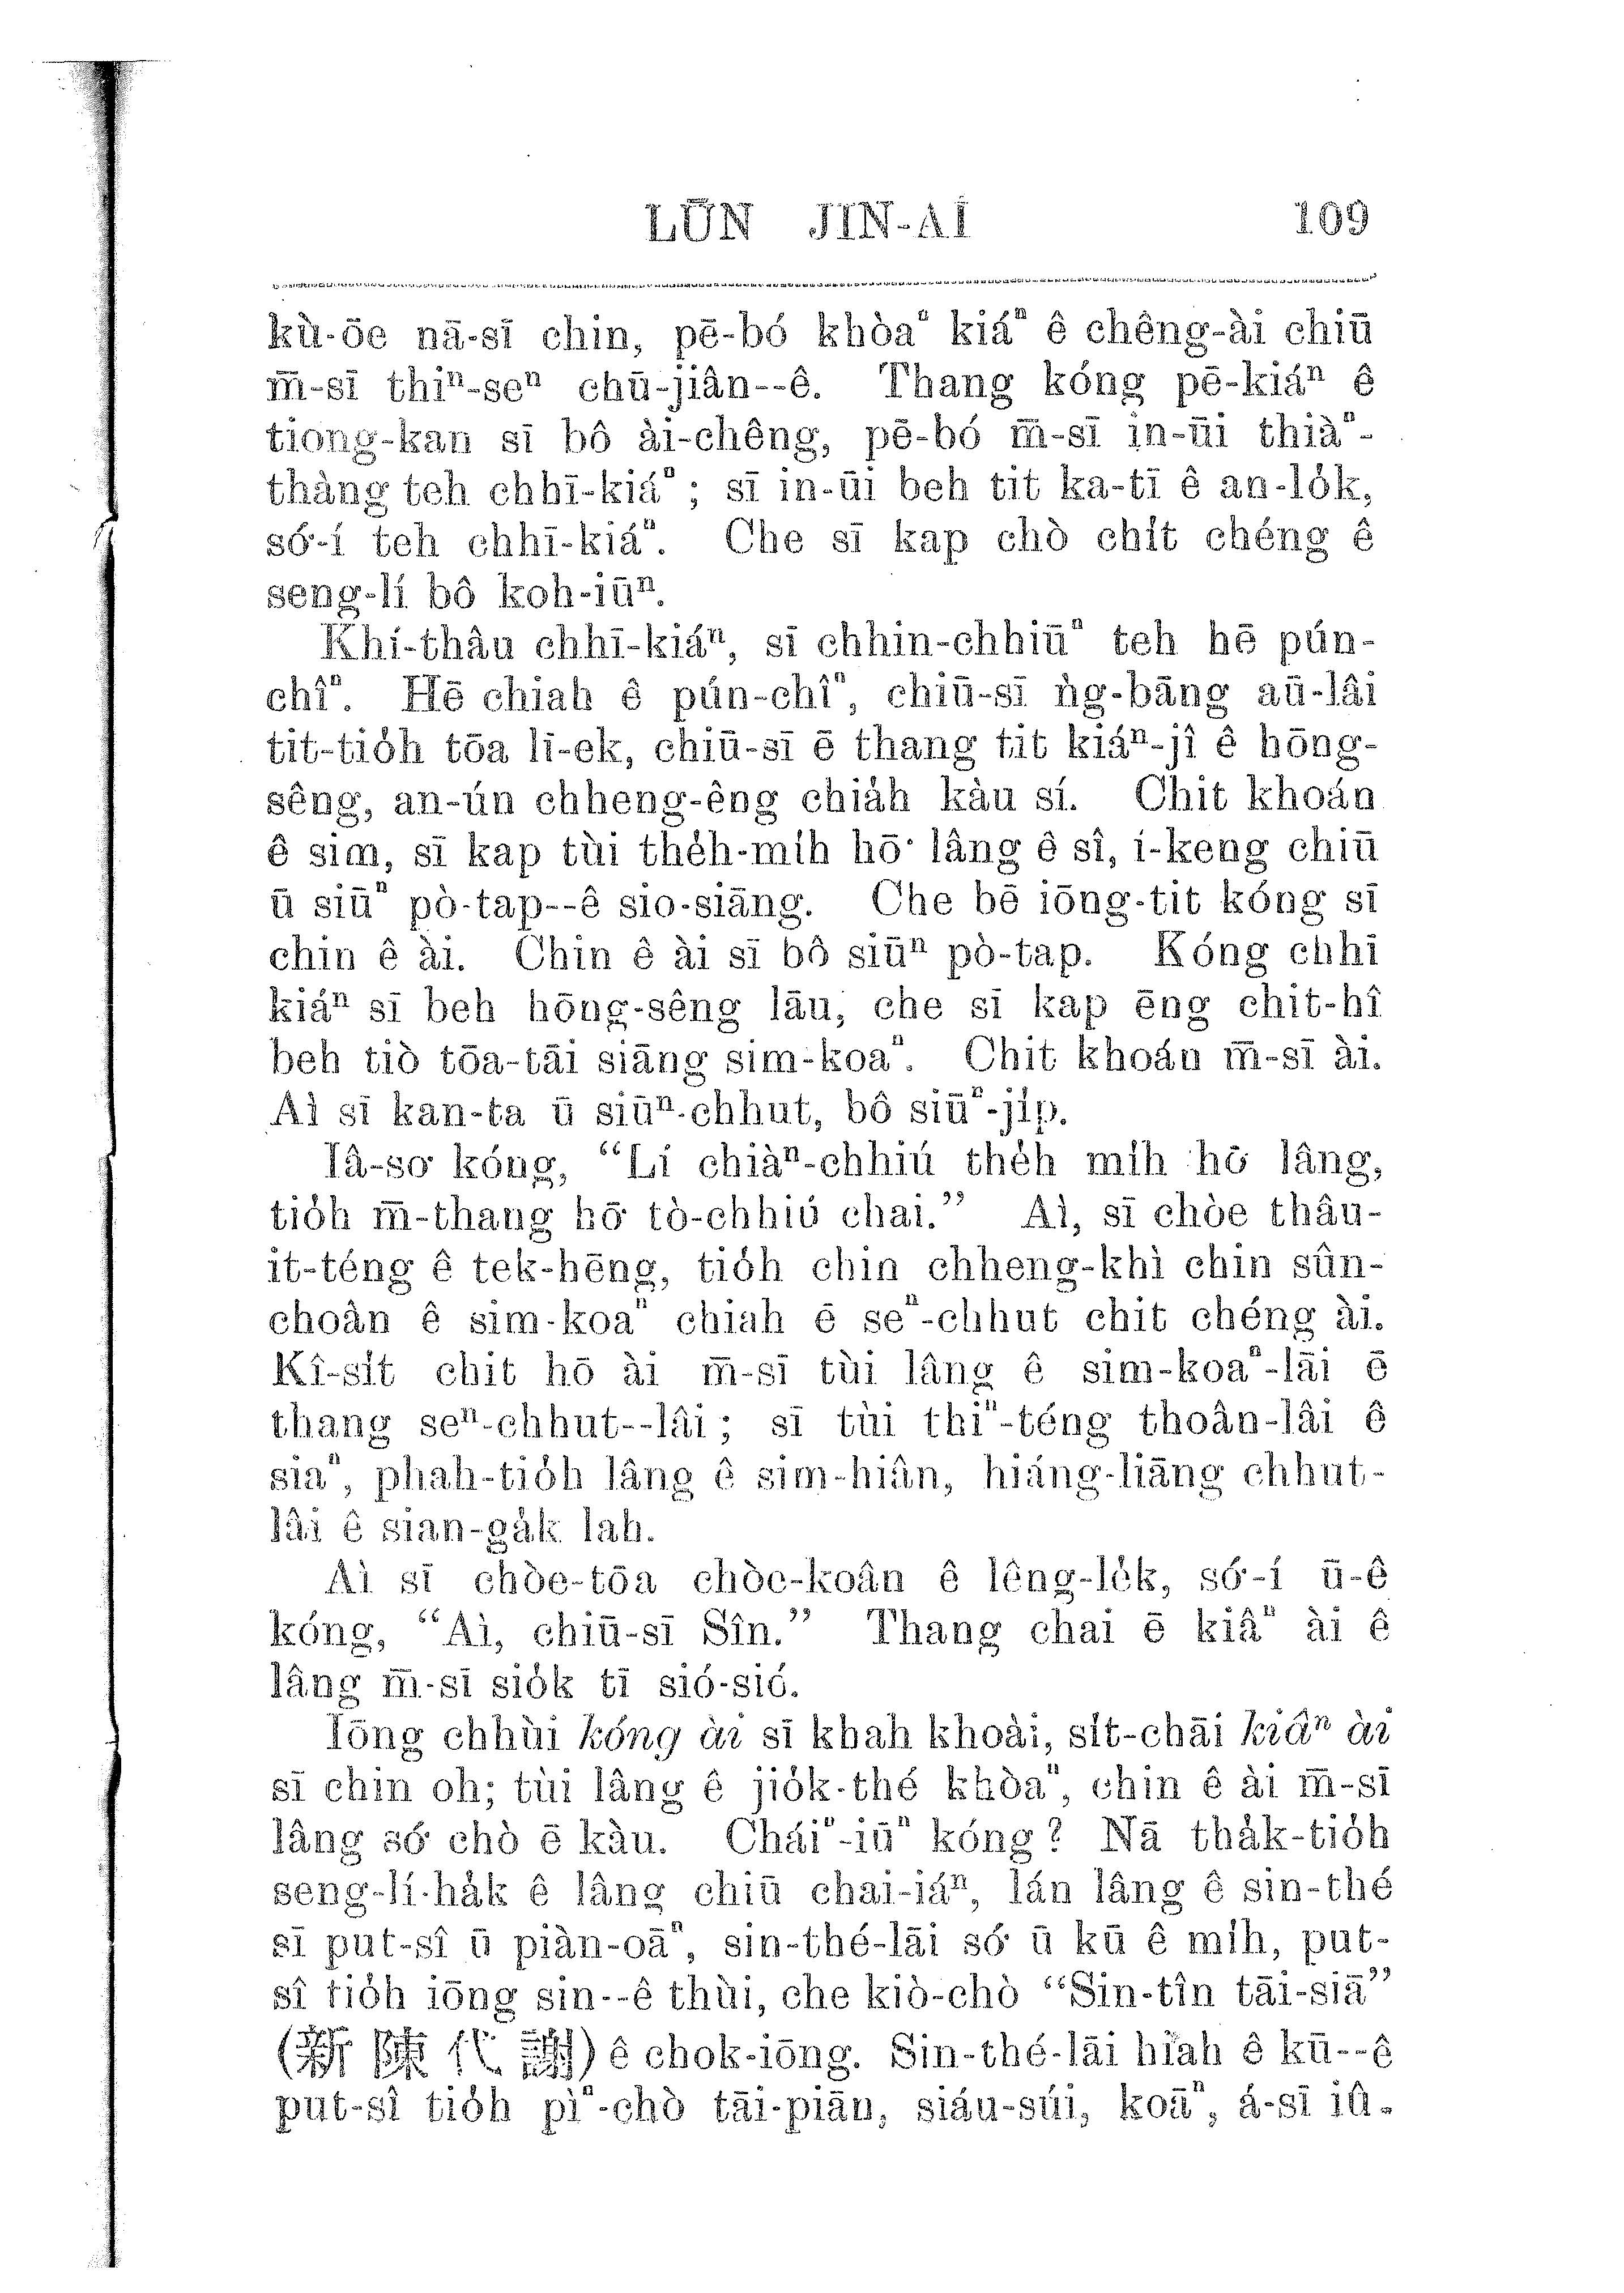 LŪN JIN-AI 109
kù-ōe nā-sī chin, pē-bó khòaⁿ kiáⁿ ê chêng-ài chiū
m̄-sī thiⁿ-seⁿ chū-jiân--ê. Thang kóng pē-kiáⁿ ê
tiong-kan sī bô ài-chêng, pē-bó m̄-sī in-ūi thiàⁿ-
thàng teh chhī-kiáⁿ; sī in-ūi beh tit ka-tī ê an-lo̍k,
só͘-í teh chhī-kiáⁿ. Che sī kap chò chi̍t chéng ê
seng-lí bô koh-iūⁿ.
Khí-thâu chhī-kiáⁿ, sī chhin-chhiūⁿ teh hē pún-
chîⁿ. Hē chiah ê pún-chîⁿ, chiū-sī ǹg-bāng aū-lâi
tit-tio̍h tōa lī-ek, chiū-sī ē thang tit kiáⁿ-jî ê hōng-
sêng, an-ún chheng-êng chia̍h kàu sí. Chit khoán
ê sim, sī kap tùi the̍h-mi̍h hō͘ lâng ê sî, í-keng chiū
ū siūⁿ pò-tap--ê sio-siāng. Che bē iōng-tit kóng sī
chin ê ài. Chin ê ài sī bô siūⁿ pò-tap. Kóng chhī
kiáⁿ sī beh hōng-sêng lāu, che sī kap ēng chit-hî
beh tiò tōa-tāi siāng sim-koaⁿ. Chit khoán m̄-sī ài.
Aì sī kan-ta ū siūⁿ-chhut, bô siūⁿ-ji̍p.
Iâ-so͘ kóng, “Lí chiàⁿ-chhiú the̍h mi̍h hō͘ lâng,
tio̍h m̄-thang hō͘ tò-chhiú chai.” Aì, sī chòe thâu-
it-téng ê tek-hēng, tio̍h chin chheng-khì chin sûn-
choân ê sim-koaⁿ chiah ē seⁿ-chhut chit chéng ài.
Kî-si̍t chit hō ài m̄-sī tùi lâng ê sim-koaⁿ-lāi ē
thang seⁿ-chhut--lâi; sī tùi thiⁿ-téng thoân-lâi ê
siaⁿ, phah-tio̍h lâng ê sim-hiân, hiáng-liāng chhut-
lâi ê sian-ga̍k lah.
Aì sī chòe-tōa chòe-koân ê lêng-le̍k, só͘-í ū-ê
kóng, “Aì, chiū-sī Sîn.” Thang chai ē kiâⁿ ài ê
lâng m̄-sī sio̍k tī sió-sió.
Iōng chhùi kóng ài sī khah khoài, si̍t-chāi kiâⁿ ài
sī chin oh; tùi lâng ê jio̍k-thé khòaⁿ, chin ê ài m̄-sī
lâng só͘ chò ē kàu. Cháiⁿ-iūⁿ kóng? Nā tha̍k-tio̍h
seng-lí-ha̍k ê lâng chiū chai-iáⁿ, lán lâng ê sin-thé
sī put-sî ū piàn-oāⁿ, sin-thé-lāi só͘ ū kū ê mi̍h, put-
sî tio̍h iōng sin--ê thùi, che kiò-chò “Sin-tîn tāi-siā”
(新陳代謝) ê chok-iōng. Sin-thé-lāi hiah ê kū--ê
put-sî tio̍h pìⁿ-chò tāi-piān, siáu-súi, koāⁿ, á-sī iû-